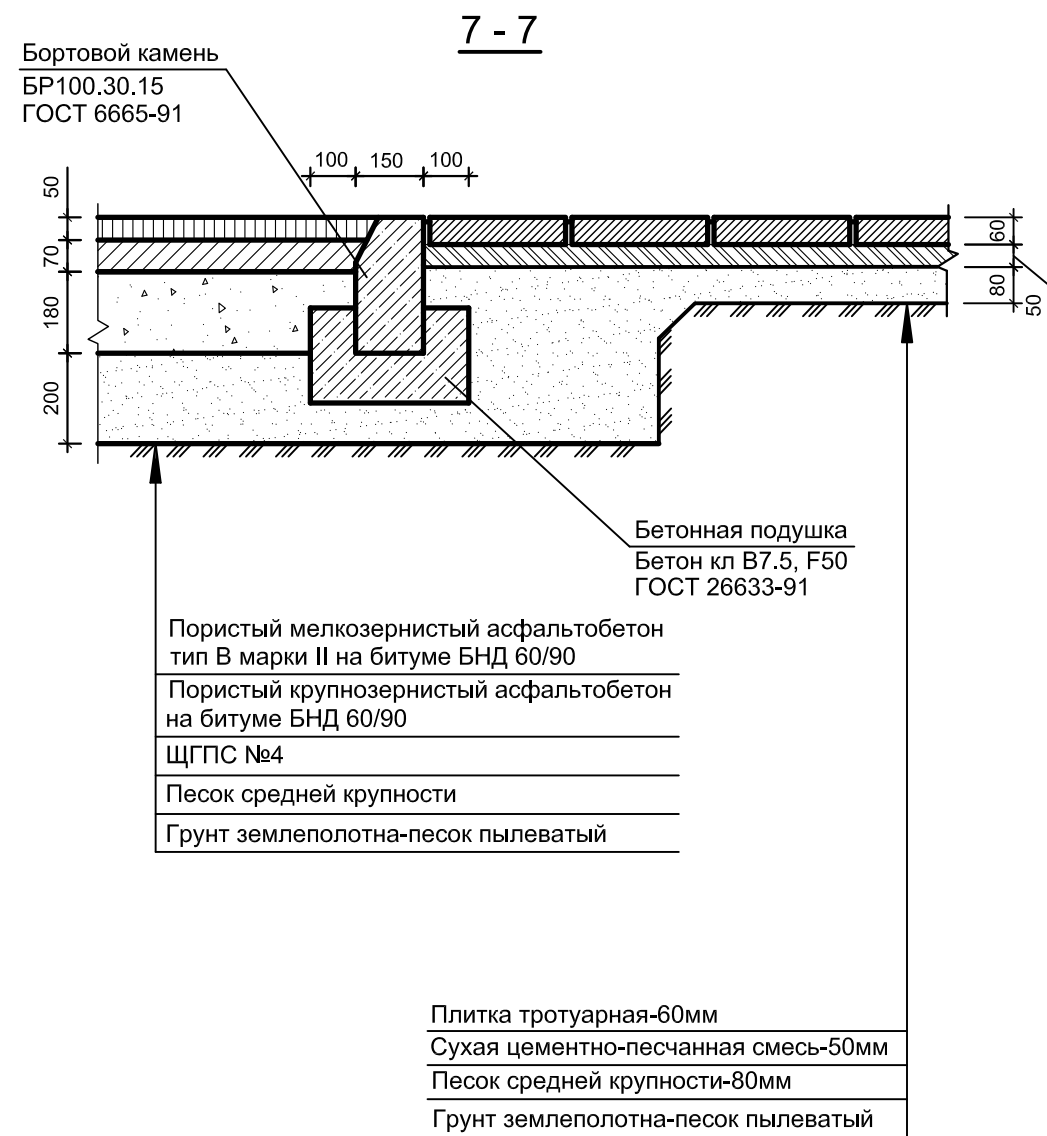 7 - 7
Бортовой камень
БР100.30.15
ГОСТ 6665-91
100 150 100
50
70
180
200
60
80
50
Бетонная подушка
Бетон кл В7.5, F50
ГОСТ 26633-91
Пористый мелкозернистый асфальтобетон
тип В марки II на битуме БНД 60/90
Пористый крупнозернистый асфальтобетон
на битуме БНД 60/90
ЩГПС №4
Песок средней крупности
Грунт землеполотна-песок пылеватый
Плитка тротуарная-60мм
Сухая цементно-песчанная смесь-50мм
Песок средней крупности-80мм
Грунт землеполотна-песок пылеватый